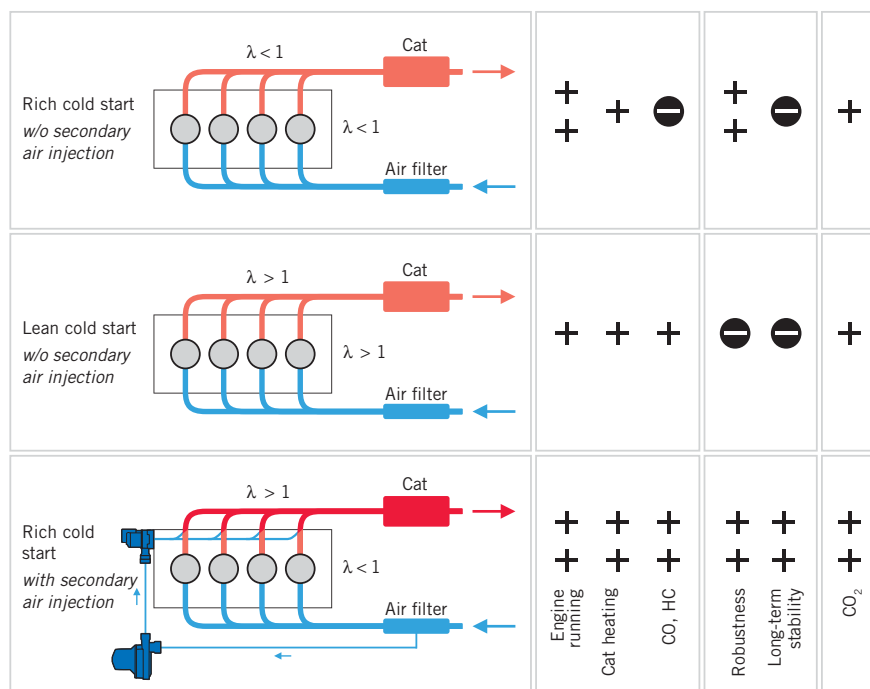 λ < 1
Cat
Rich cold start
w/o secondary
air injection
λ < 1
Air filter
+ + + − + + − +
λ > 1
Cat
Lean cold start
w/o secondary
air injection
λ > 1
Air filter
+ + + − − +
λ > 1
Cat
Rich cold
start
with secondary
air injection
λ < 1
Air filter
+ + + + + +
+ + + + + +
Engine
running
Cat heating
CO, HC
Robustness
Long-term
stability
CO₂